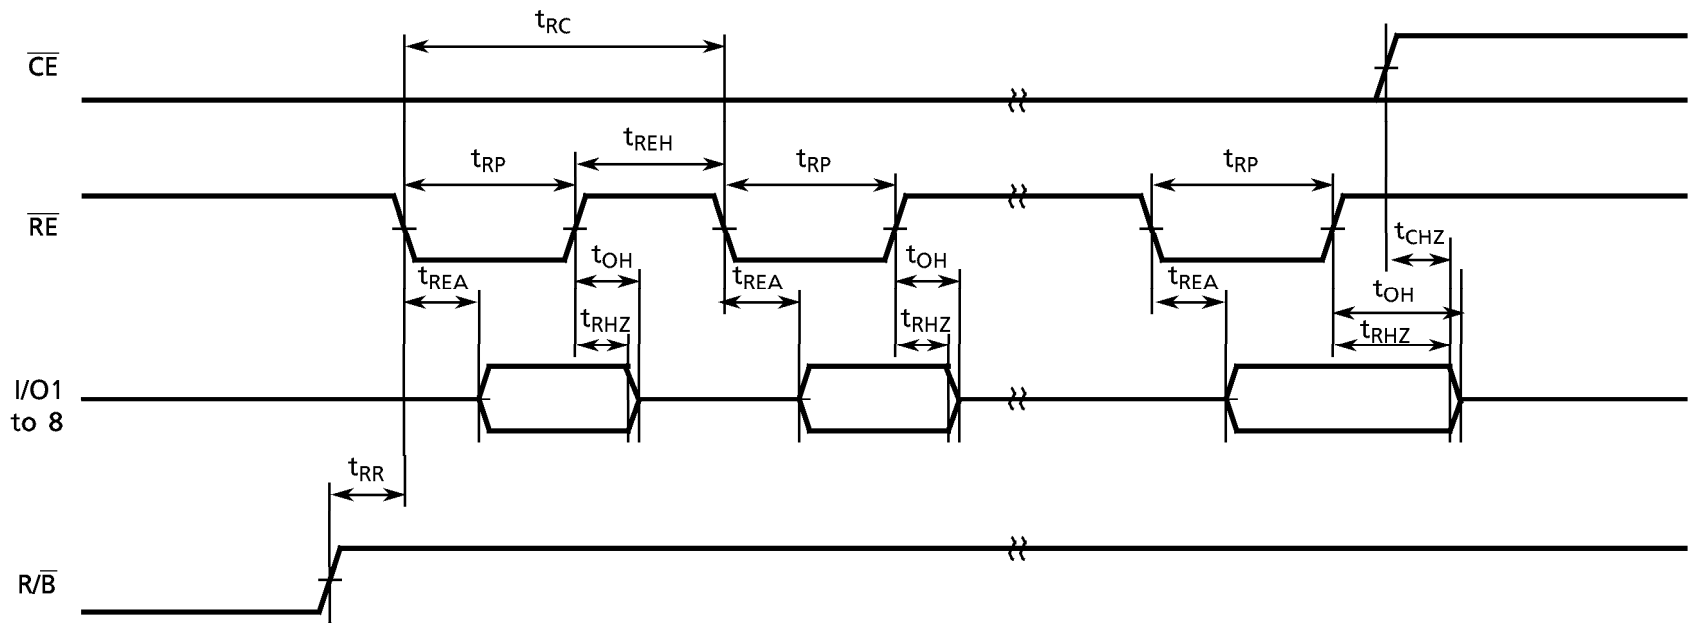 tRC
CE
tREH
tRP tRP tRP
RE
tCHZ
tOH tOH
tREA tREA tREA
tOH
tRHZ tRHZ tRHZ
I/O1
to 8
tRR
R/B